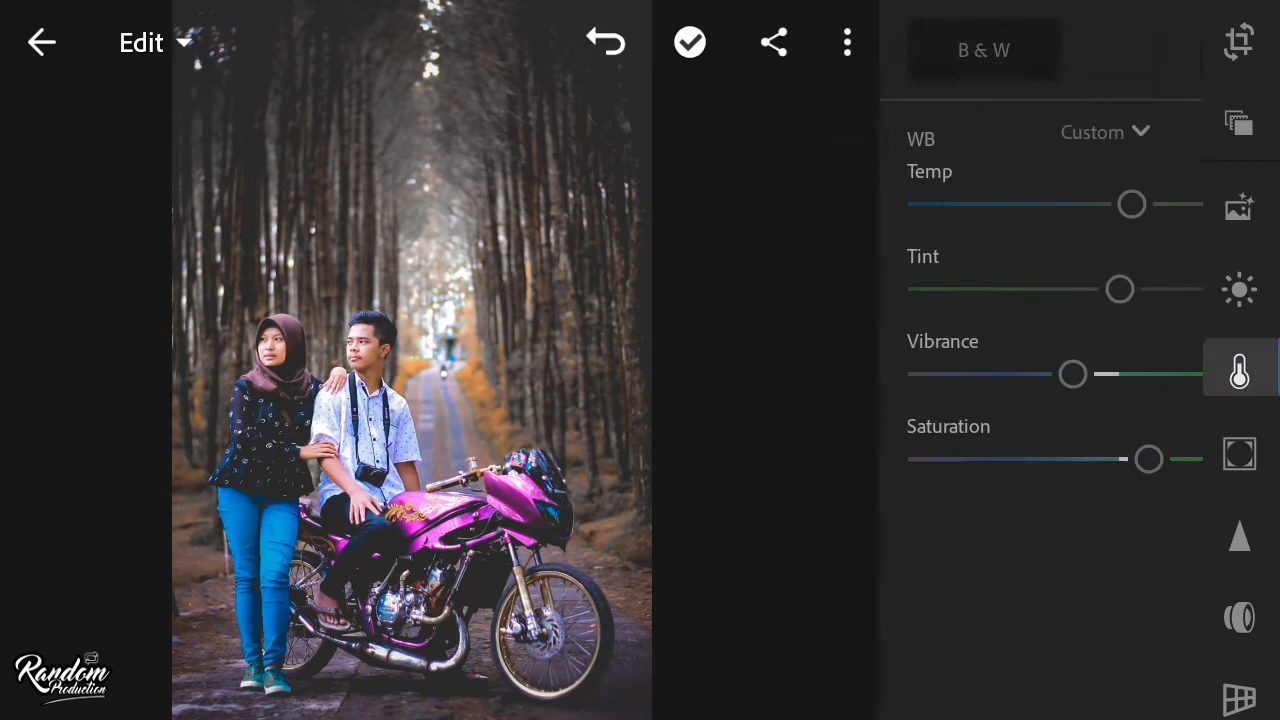 Edit
B & W
WB
Custom
Temp
Tint
Vibrance
Saturation
Random
Production